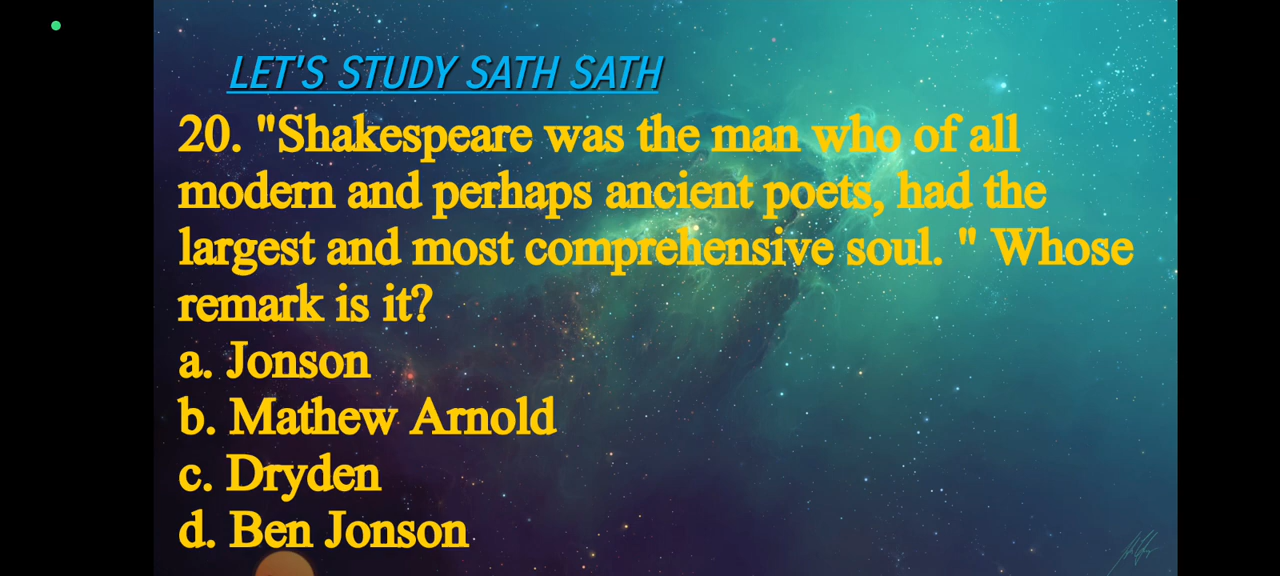 LET'S STUDY SATH SATH
20. "Shakespeare was the man who of all
modern and perhaps ancient poets, had the
largest and most comprehensive soul. " Whose
remark is it?
a. Jonson
b. Mathew Arnold
c. Dryden
d. Ben Jonson